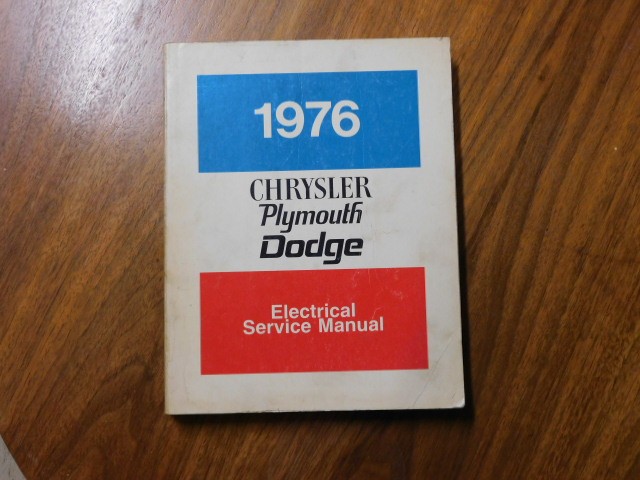 1976
CHRYSLER
Plymouth
Dodge
Electrical
Service Manual